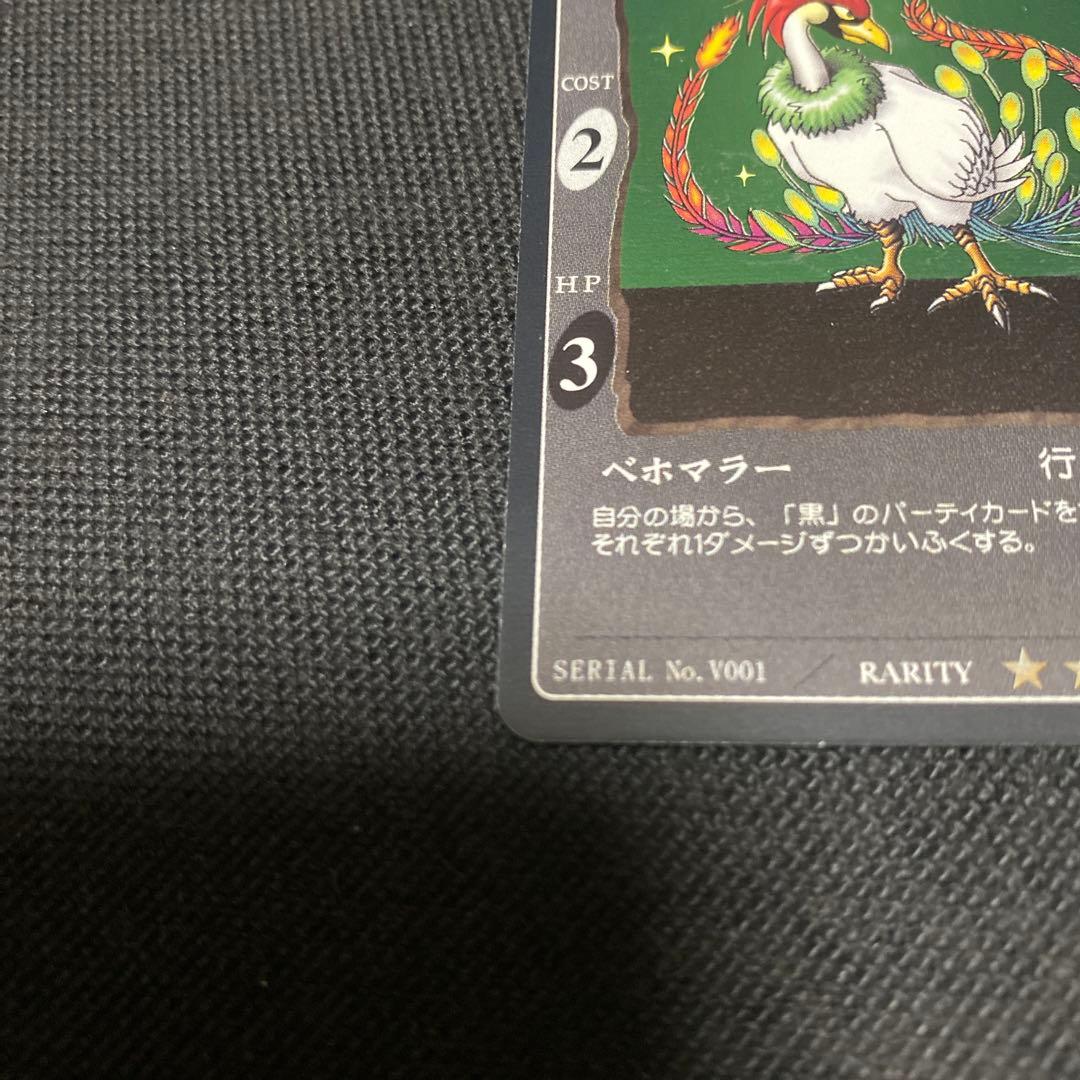 COST
2
HP
3
ベホマラー 行
自分の場から、「黒」のパーティカードを
それぞれ1ダメージずつかいふくする。
SERIAL No. V001 / RARITY ★